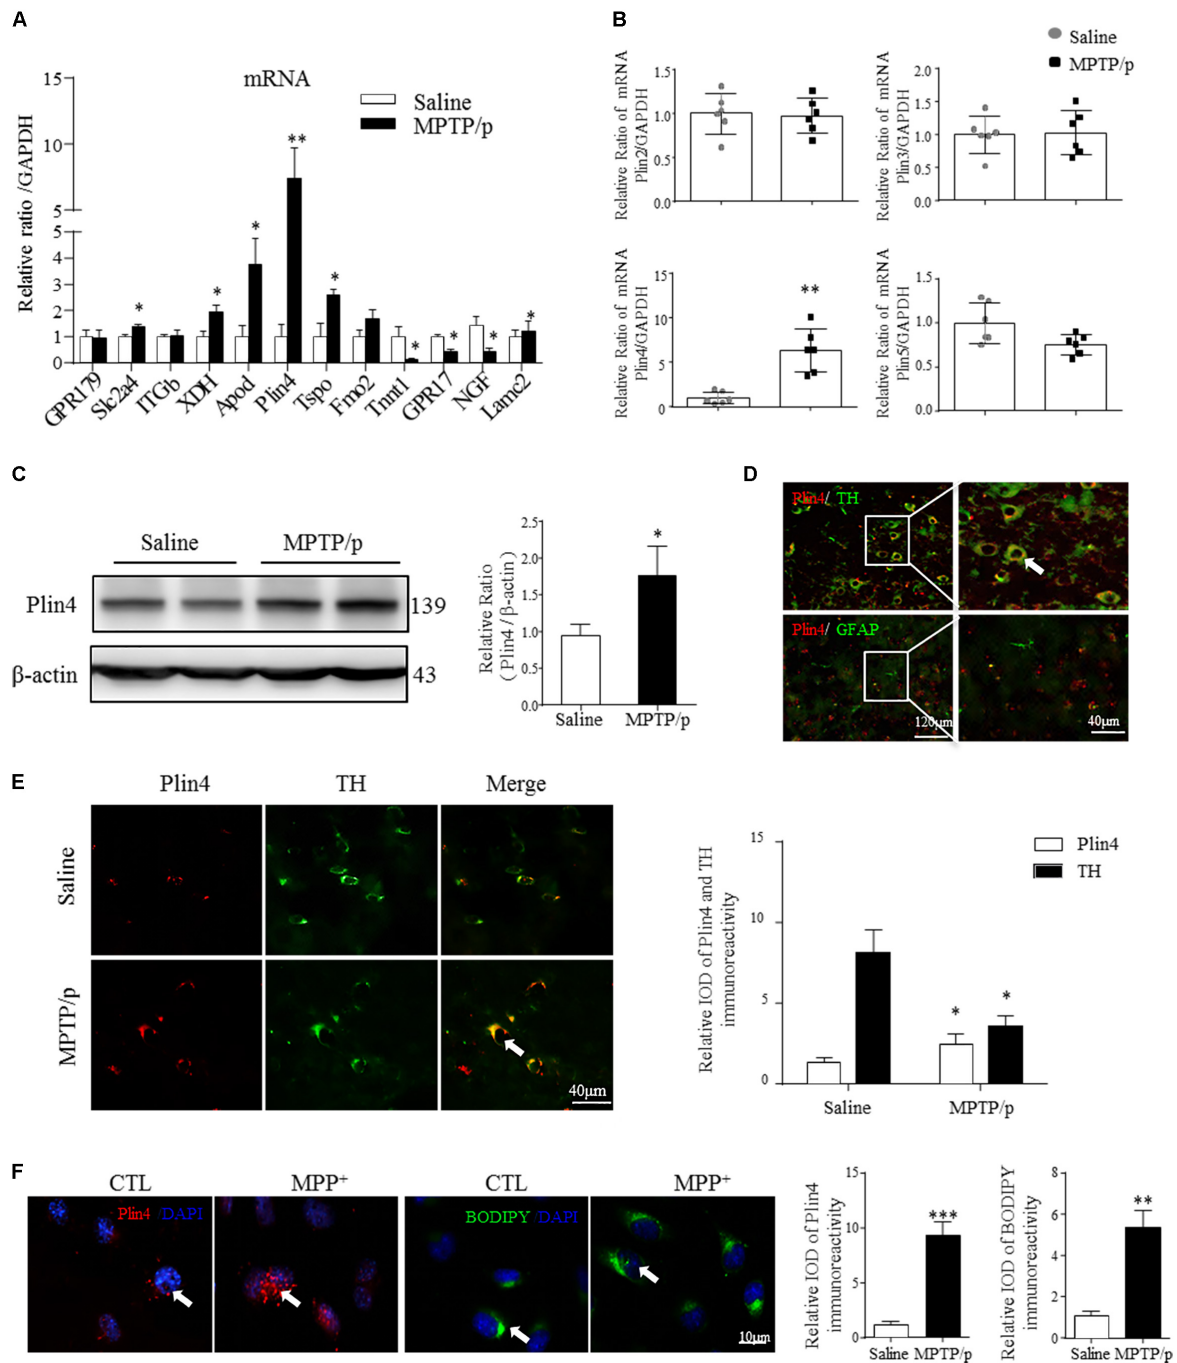 A
mRNA
Saline
MPTP/p
Relative ratio /GAPDH
15
10
5
5
4
3
2
1
0
* * * ** * * * * *
GPR179 Slc2a4 ITGb XDH Apod Plin4 Tspo Fmo2 Tnnt1 GPR17 NGF Lamc2
B
Saline
MPTP/p
Relative Ratio of mRNA
Plin2/GAPDH
1.5
1.0
0.5
0.0
Relative Ratio of mRNA
Plin3/GAPDH
2.0
1.5
1.0
0.5
0.0
Relative Ratio of mRNA
Plin4/GAPDH
15
10
5
0
**
Relative Ratio of mRNA
Plin5/GAPDH
1.5
1.0
0.5
0.0
C
Saline MPTP/p
Plin4 139
β-actin 43
Relative Ratio
(Plin4 /β-actin)
2.5
2.0
1.5
1.0
0.5
0.0
*
Saline MPTP/p
D
Plin4/ TH
Plin4/ GFAP
120μm
40μm
E
Plin4 TH Merge
Saline
MPTP/p
40μm
Relative IOD of Plin4 and TH
immunoreactivity
15
10
5
0
Plin4
TH
* *
Saline MPTP/p
F
CTL MPP+ CTL MPP+
Plin4 /DAPI
BODIPY/DAPI
10μm
Relative IOD of Plin4
immunoreactivity
15
10
5
0
***
Saline MPTP/p
Relative IOD of BODIPY
immunoreactivity
8
6
4
2
0
**
Saline MPTP/p